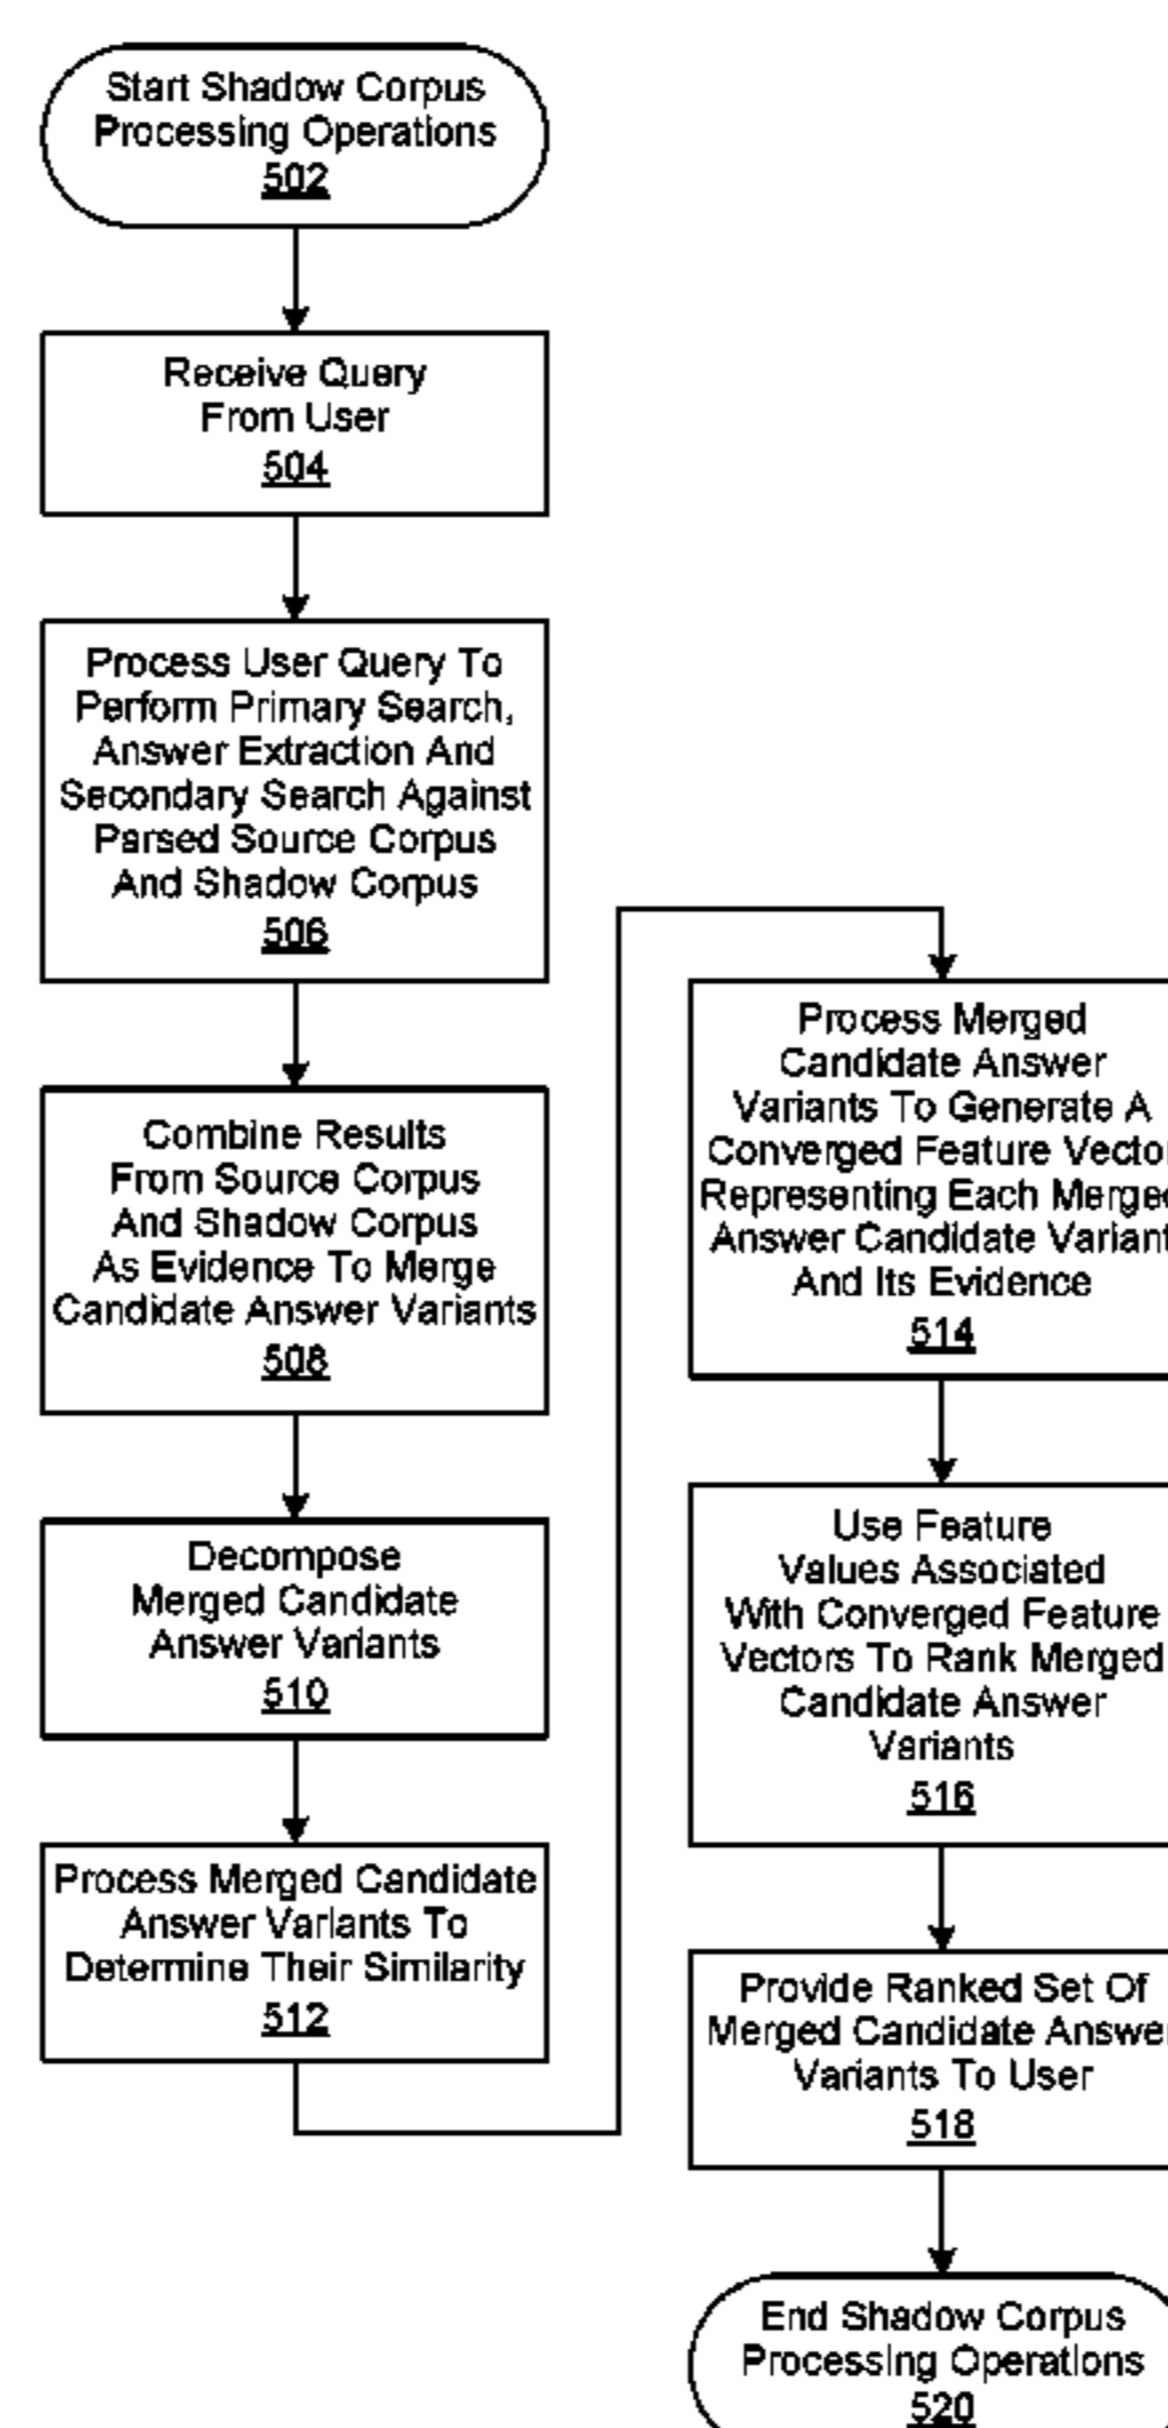 Start Shadow Corpus
Processing Operations
502
Receive Query
From User
504
Process User Query To
Perform Primary Search,
Answer Extraction And
Secondary Search Against
Parsed Source Corpus
And Shadow Corpus
506
Combine Results
From Source Corpus
And Shadow Corpus
As Evidence To Merge
Candidate Answer Variants
508
Decompose
Merged Candidate
Answer Variants
510
Process Merged Candidate
Answer Variants To
Determine Their Similarity
512
Process Merged
Candidate Answer
Variants To Generate A
Converged Feature Vector
Representing Each Merged
Answer Candidate Variant
And Its Evidence
514
Use Feature
Values Associated
With Converged Feature
Vectors To Rank Merged
Candidate Answer
Variants
516
Provide Ranked Set Of
Merged Candidate Answer
Variants To User
518
End Shadow Corpus
Processing Operations
520